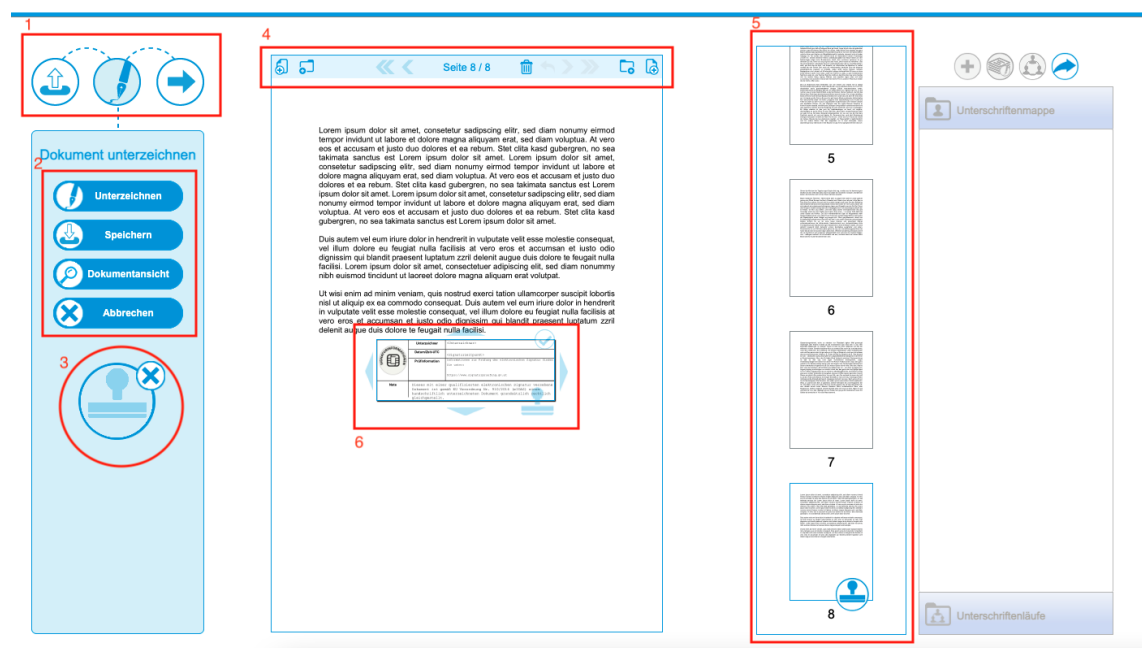 1
Dokument unterzeichnen
2
Unterzeichnen
Speichern
Dokumentansicht
Abbrechen
3
4
Seite 8 / 8
Lorem ipsum dolor sit amet, consetetur sadipscing elitr, sed diam nonumy eirmod
tempor invidunt ut labore et dolore magna aliquyam erat, sed diam voluptua. At vero
eos et accusam et justo duo dolores et ea rebum. Stet clita kasd gubergren, no sea
takimata sanctus est Lorem ipsum dolor sit amet. Lorem ipsum dolor sit amet,
consetetur sadipscing elitr, sed diam nonumy eirmod tempor invidunt ut labore et
dolore magna aliquyam erat, sed diam voluptua. At vero eos et accusam et justo duo
dolores et ea rebum. Stet clita kasd gubergren, no sea takimata sanctus est Lorem
ipsum dolor sit amet. Lorem ipsum dolor sit amet, consetetur sadipscing elitr, sed diam
nonumy eirmod tempor invidunt ut labore et dolore magna aliquyam erat, sed diam
voluptua. At vero eos et accusam et justo duo dolores et ea rebum. Stet clita kasd
gubergren, no sea takimata sanctus est Lorem ipsum dolor sit amet.
Duis autem vel eum iriure dolor in hendrerit in vulputate velit esse molestie consequat,
vel illum dolore eu feugiat nulla facilisis at vero eros et accumsan et iusto odio
dignissim qui blandit praesent luptatum zzril delenit augue duis dolore te feugait nulla
facilisi. Lorem ipsum dolor sit amet, consectetuer adipiscing elit, sed diam nonummy
nibh euismod tincidunt ut laoreet dolore magna aliquam erat volutpat.
Ut wisi enim ad minim veniam, quis nostrud exerci tation ullamcorper suscipit lobortis
nisl ut aliquip ex ea commodo consequat. Duis autem vel eum iriure dolor in hendrerit
in vulputate velit esse molestie consequat, vel illum dolore eu feugiat nulla facilisis at
vero eros et accumsan et iusto odio dignissim qui blandit praesent luptatum zzril
delenit augue duis dolore te feugait nulla facilisi.
Unterzeichner
Datum/Zeit-UTC
Prüfinformation
Note
6
5
5
6
7
8
Unterschriftenmappe
Unterschriftenläufe